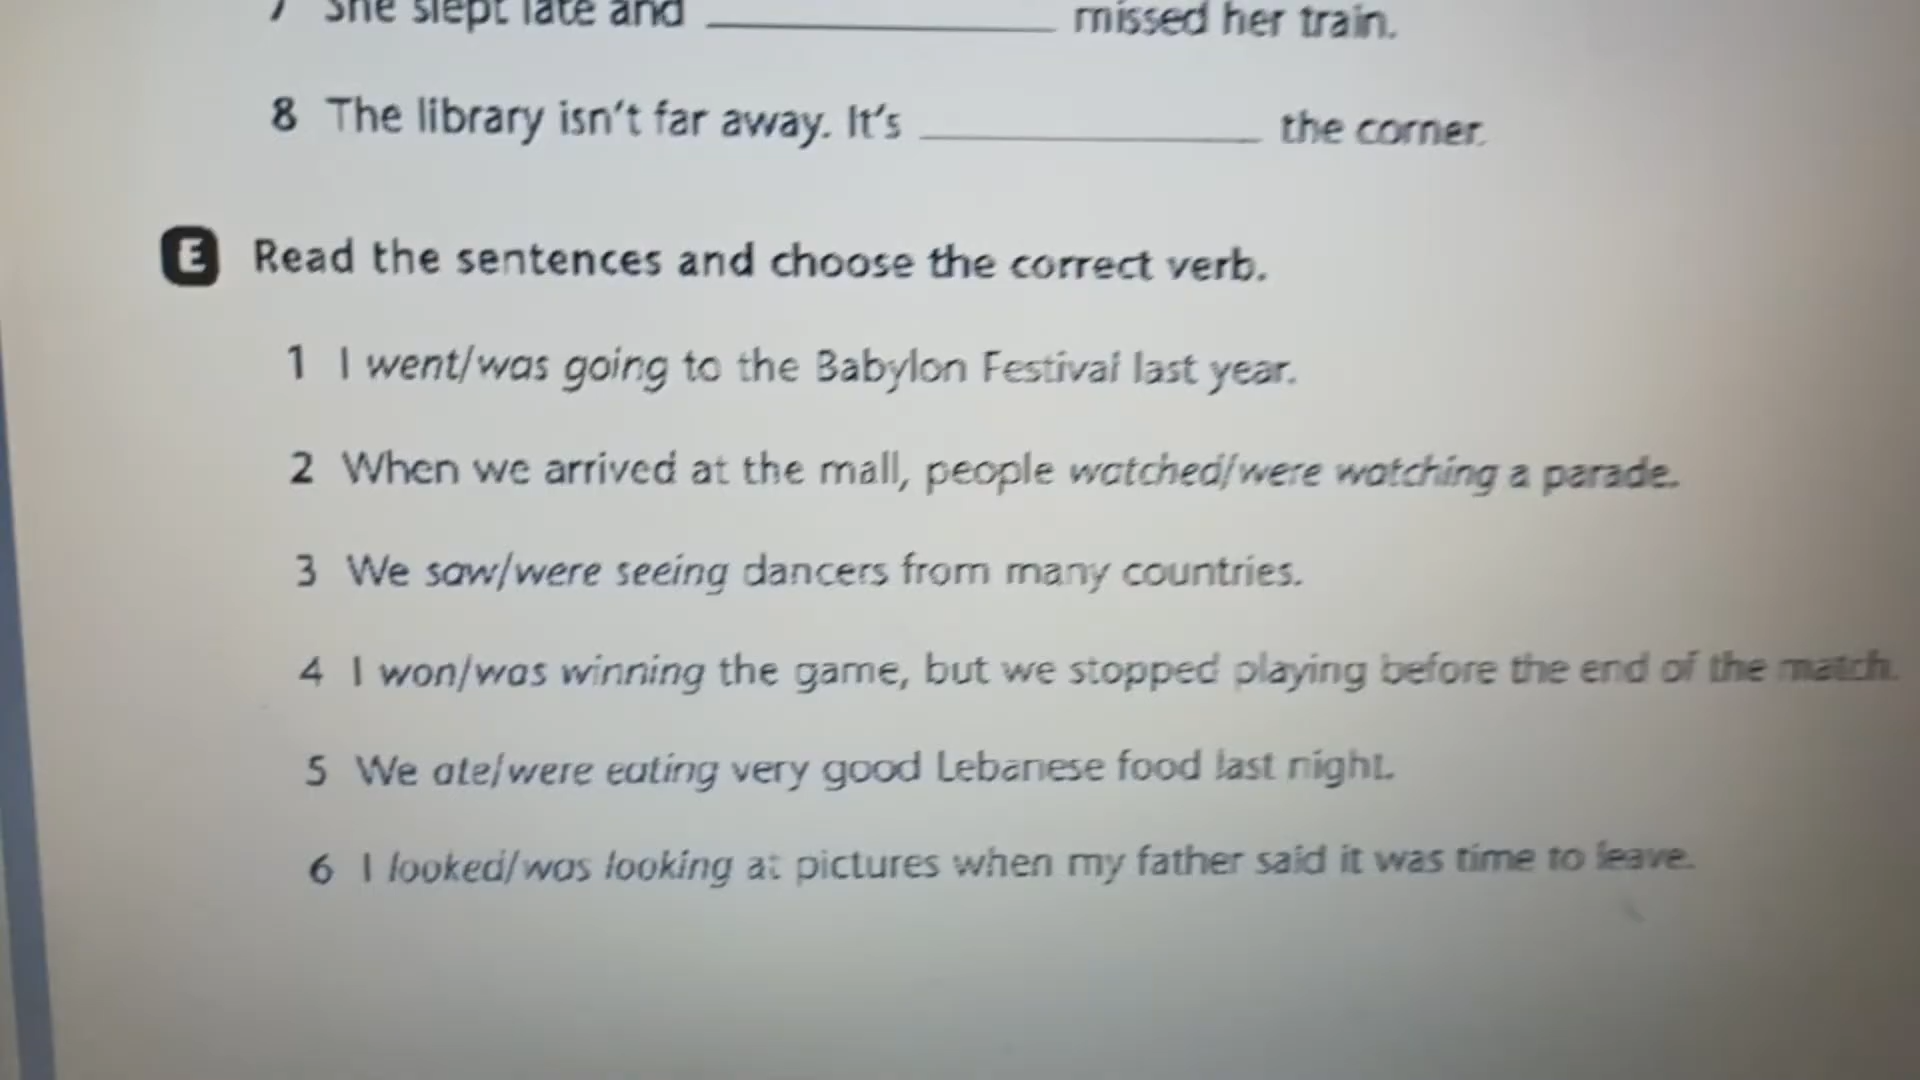 7 She slept late and ____________ missed her train.
8 The library isn't far away. It's ____________ the corner.
E Read the sentences and choose the correct verb.
1 I went/was going to the Babylon Festival last year.
2 When we arrived at the mall, people watched/were watching a parade.
3 We saw/were seeing dancers from many countries.
4 I won/was winning the game, but we stopped playing before the end of the match.
5 We ate/were eating very good Lebanese food last night.
6 I looked/was looking at pictures when my father said it was time to leave.